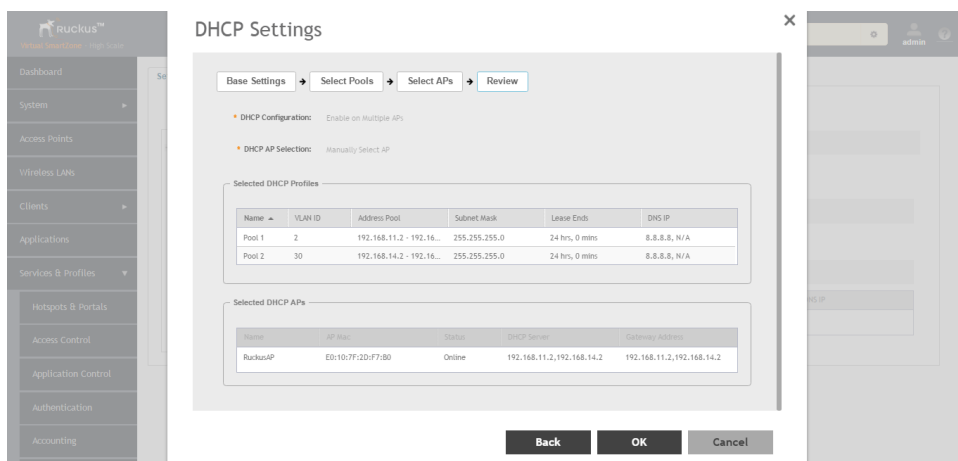 Ruckus™
Virtual SmartZone - High Scale
admin
Dashboard
System
Access Points
Wireless LANs
Clients
Applications
Services & Profiles
Hotspots & Portals
Access Control
Application Control
Authentication
Accounting
Se
DHCP Settings
Base Settings → Select Pools → Select APs → Review
* DHCP Configuration: Enable on Multiple APs
* DHCP AP Selection: Manually Select AP
Selected DHCP Profiles
Name VLAN ID Address Pool Subnet Mask Lease Ends DNS IP
Pool 1 2 192.168.11.2 - 192.16... 255.255.255.0 24 hrs, 0 mins 8.8.8.8, N/A
Pool 2 30 192.168.14.2 - 192.16... 255.255.255.0 24 hrs, 0 mins 8.8.8.8, N/A
Selected DHCP APs
Name AP Mac Status DHCP Server Gateway Address
RuckusAP E0:10:7F:2D:F7:B0 Online 192.168.11.2,192.168.14.2 192.168.11.2,192.168.14.2
NS IP
Back OK Cancel